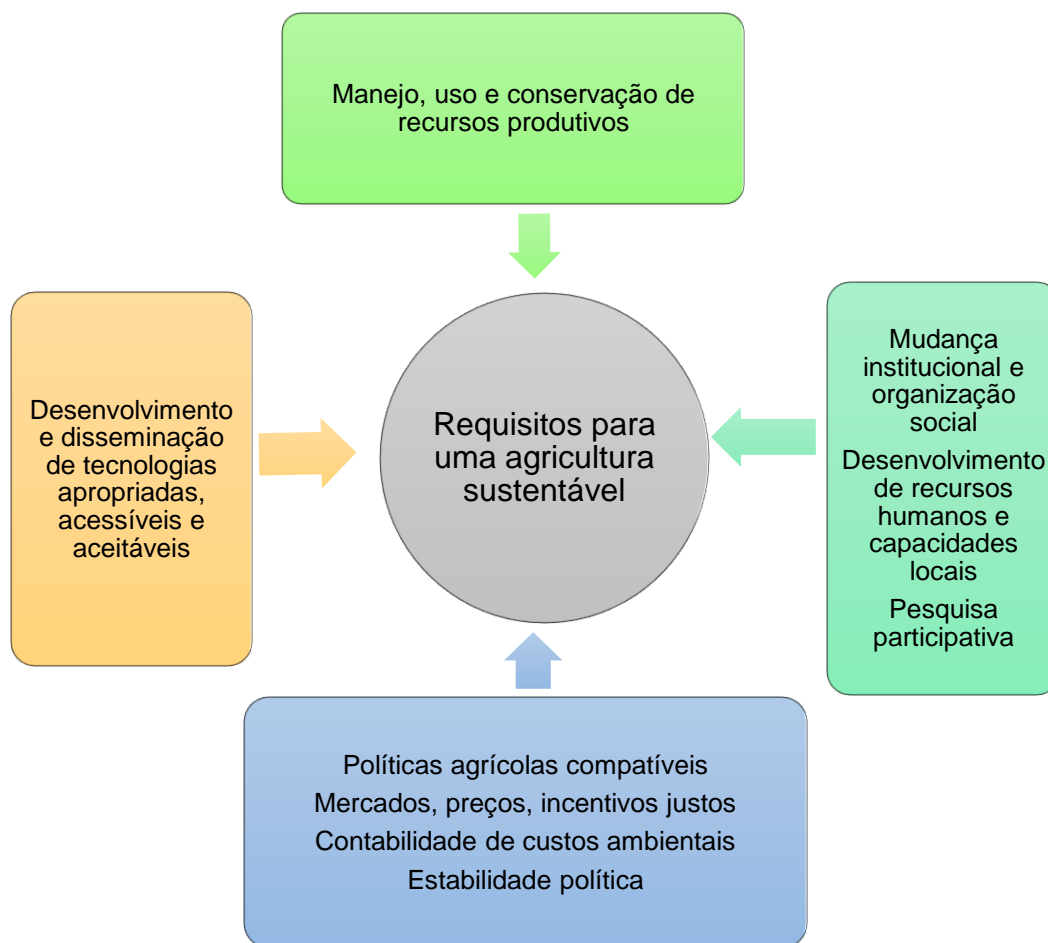 Manejo, uso e conservação de
recursos produtivos
Desenvolvimento
e disseminação
de tecnologias
apropriadas,
acessíveis e
aceitáveis
Requisitos para
uma agricultura
sustentável
Mudança
institucional e
organização
social
Desenvolvimento
de recursos
humanos e
capacidades
locais
Pesquisa
participativa
Políticas agrícolas compatíveis
Mercados, preços, incentivos justos
Contabilidade de custos ambientais
Estabilidade política